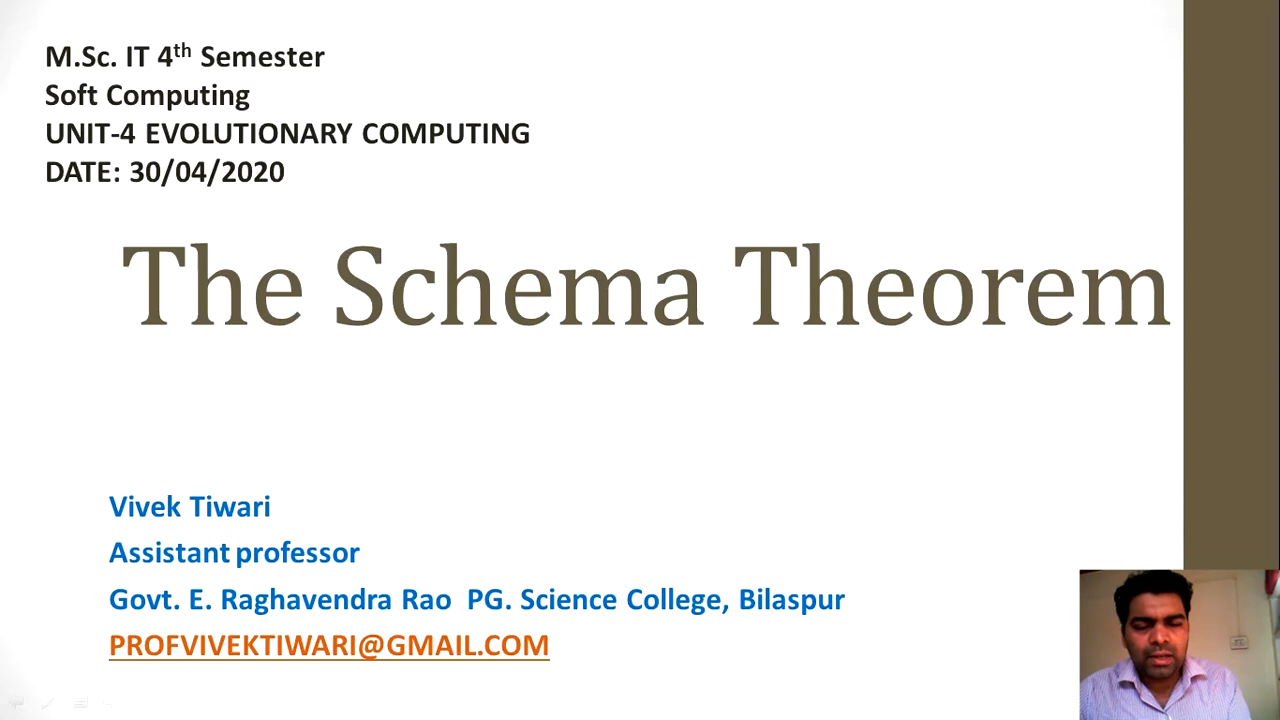 M.Sc. IT 4th Semester
Soft Computing
UNIT-4 EVOLUTIONARY COMPUTING
DATE: 30/04/2020
The Schema Theorem
Vivek Tiwari
Assistant professor
Govt. E. Raghavendra Rao PG. Science College, Bilaspur
PROFVIVEKTIWARI@GMAIL.COM